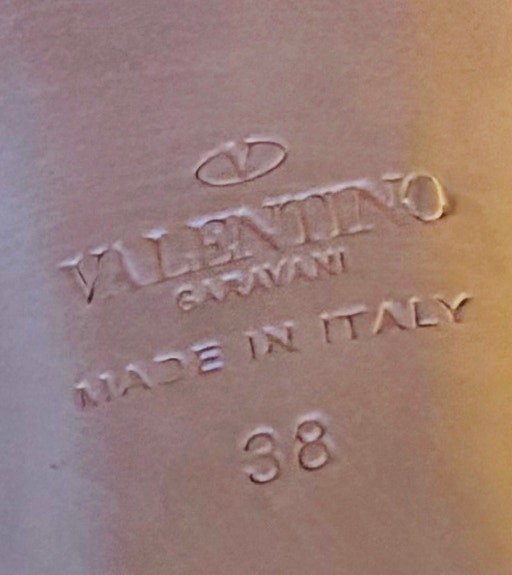 V
VALENTINO
GARAVANI
MADE IN ITALY
38